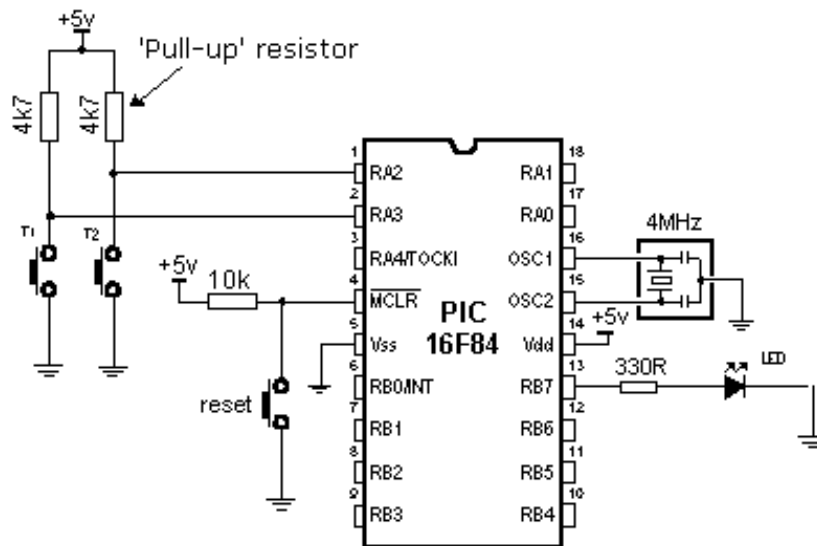 +5v
'Pull-up' resistor
4k7
4k7
T1
T2
+5v
10k
reset
1
RA2
2
RA3
3
RA4/TOCKI
4
MCLR
5
Vss
6
RB0/INT
7
RB1
8
RB2
9
RB3
PIC
16F84
18
RA1
17
RA0
16
OSC1
15
OSC2
14
Vdd
13
RB7
12
RB6
11
RB5
10
RB4
4MHz
+5v
330R
LED